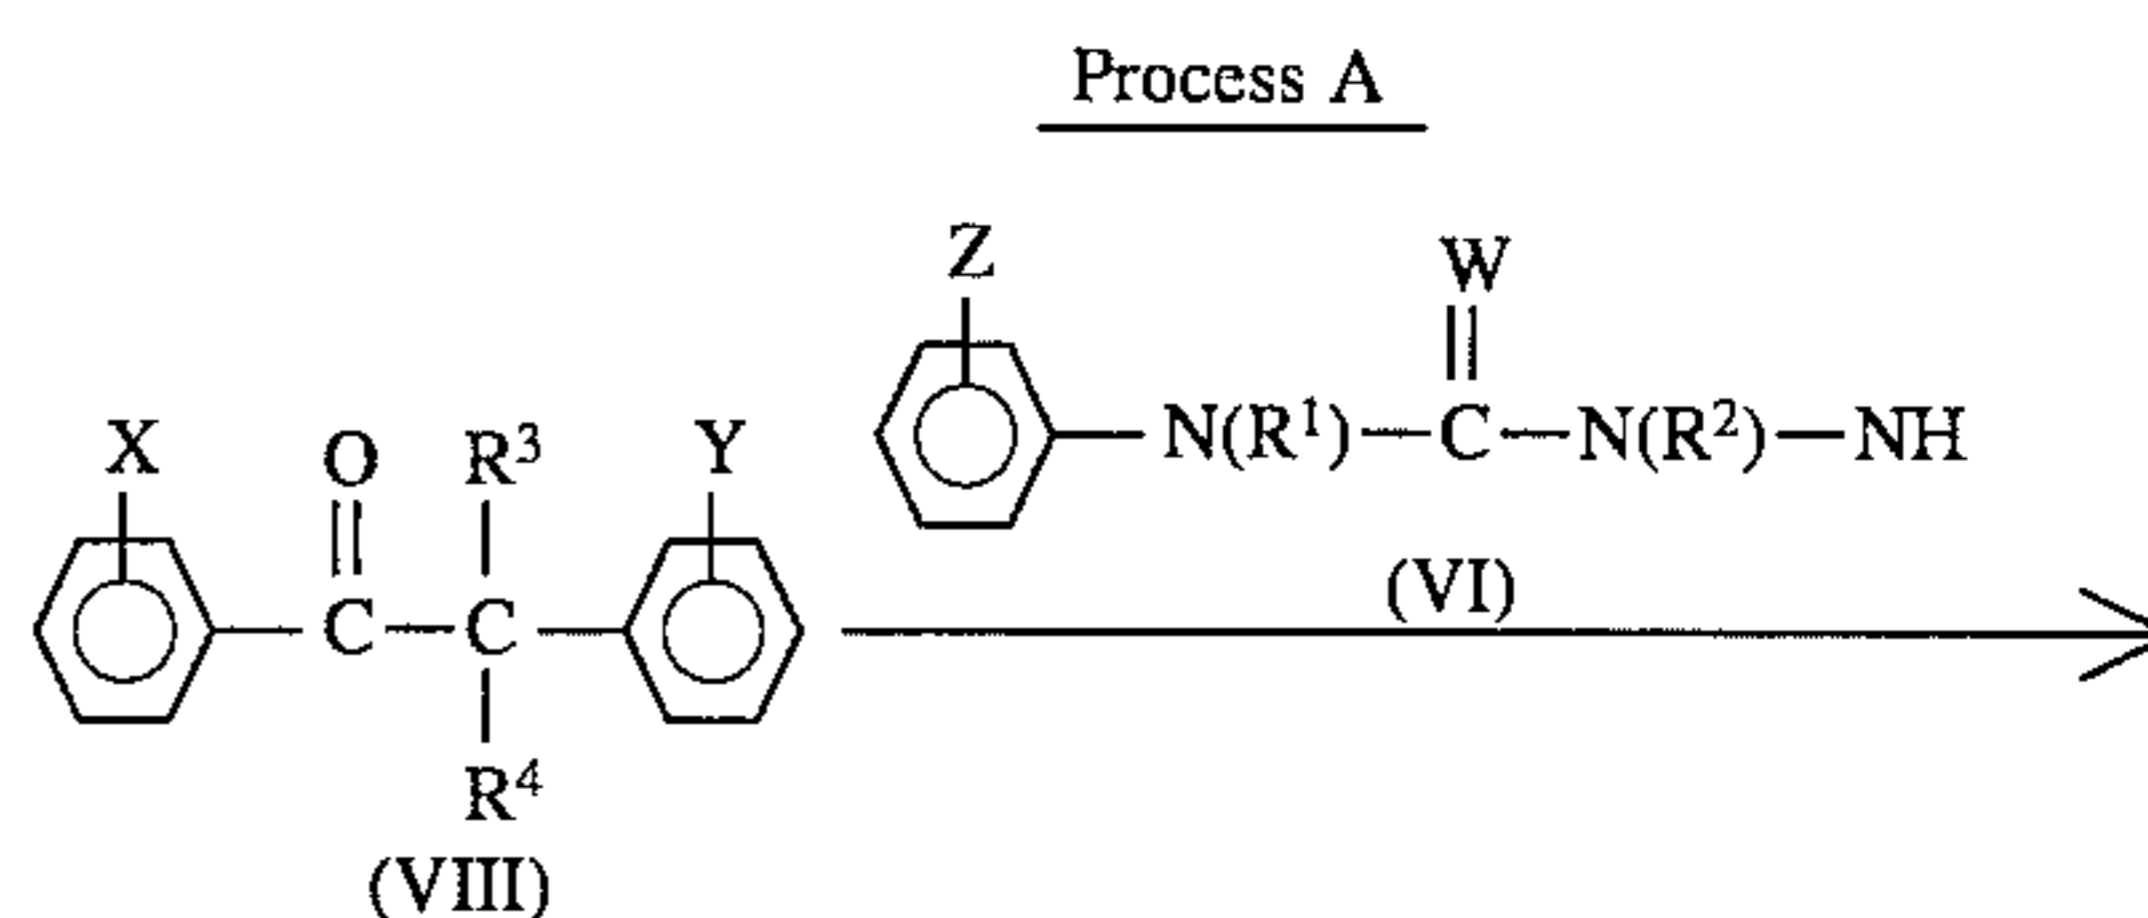 Process A
Z W
N(R¹)—C—N(R²)—NH
X O R³ Y
(VI)
C—C
R⁴
(VIII)